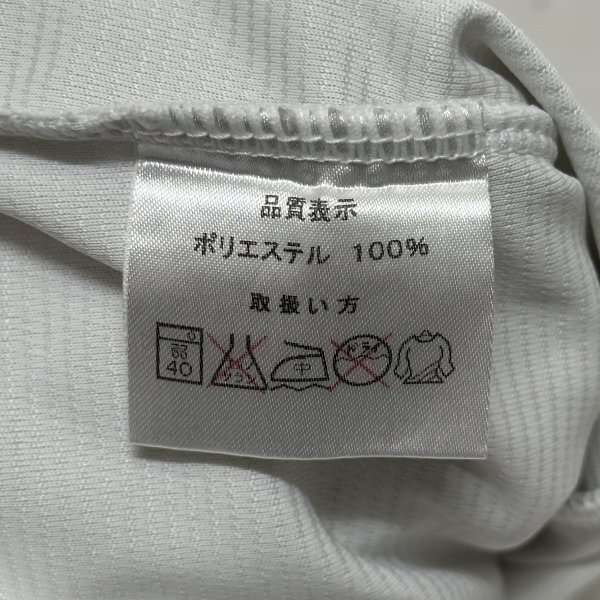 品質表示
ポリエステル 100%
取扱い方
40 中 ドライ